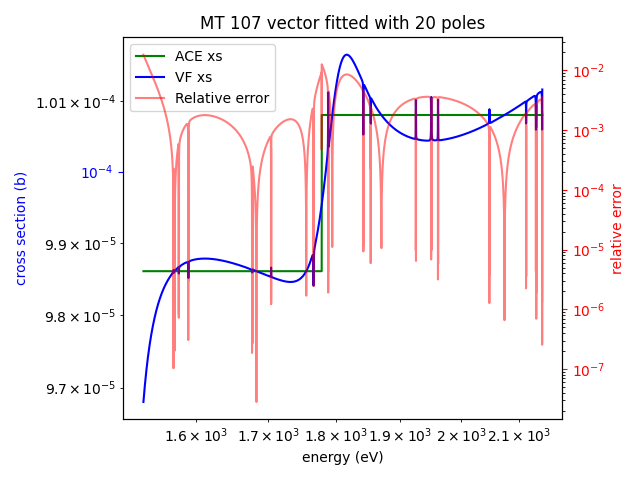 MT 107 vector fitted with 20 poles
ACE xs
VF xs
Relative error
1.01 × 10⁻⁴
10⁻⁴
9.9 × 10⁻⁵
9.8 × 10⁻⁵
9.7 × 10⁻⁵
cross section (b)
10⁻²
10⁻³
10⁻⁴
10⁻⁵
10⁻⁶
10⁻⁷
relative error
1.6 × 10³ 1.7 × 10³ 1.8 × 10³ 1.9 × 10³ 2 × 10³ 2.1 × 10³
energy (eV)